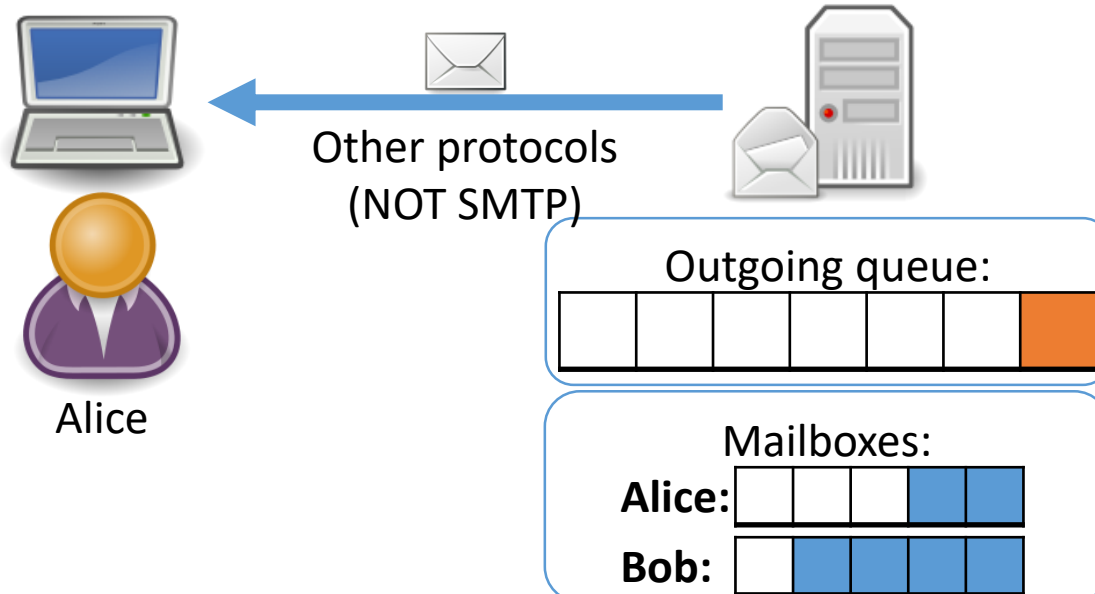 Other protocols
(NOT SMTP)
Outgoing queue:
Alice
Mailboxes:
Alice:
Bob: